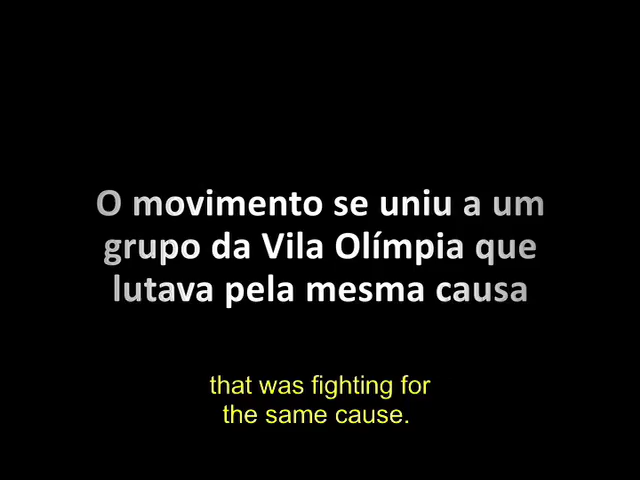 O movimento se uniu a um
grupo da Vila Olímpia que
lutava pela mesma causa
that was fighting for
the same cause.